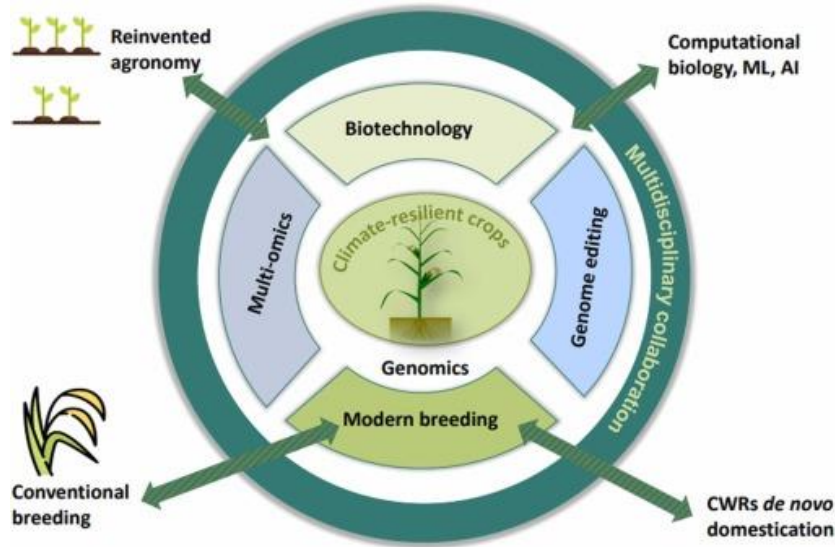 Reinvented
agronomy
Computational
biology, ML, AI
Biotechnology
Multi-omics
Climate-resilient crops
Genome editing
Multidisciplinary collaboration
Genomics
Modern breeding
Conventional
breeding
CWRs de novo
domestication